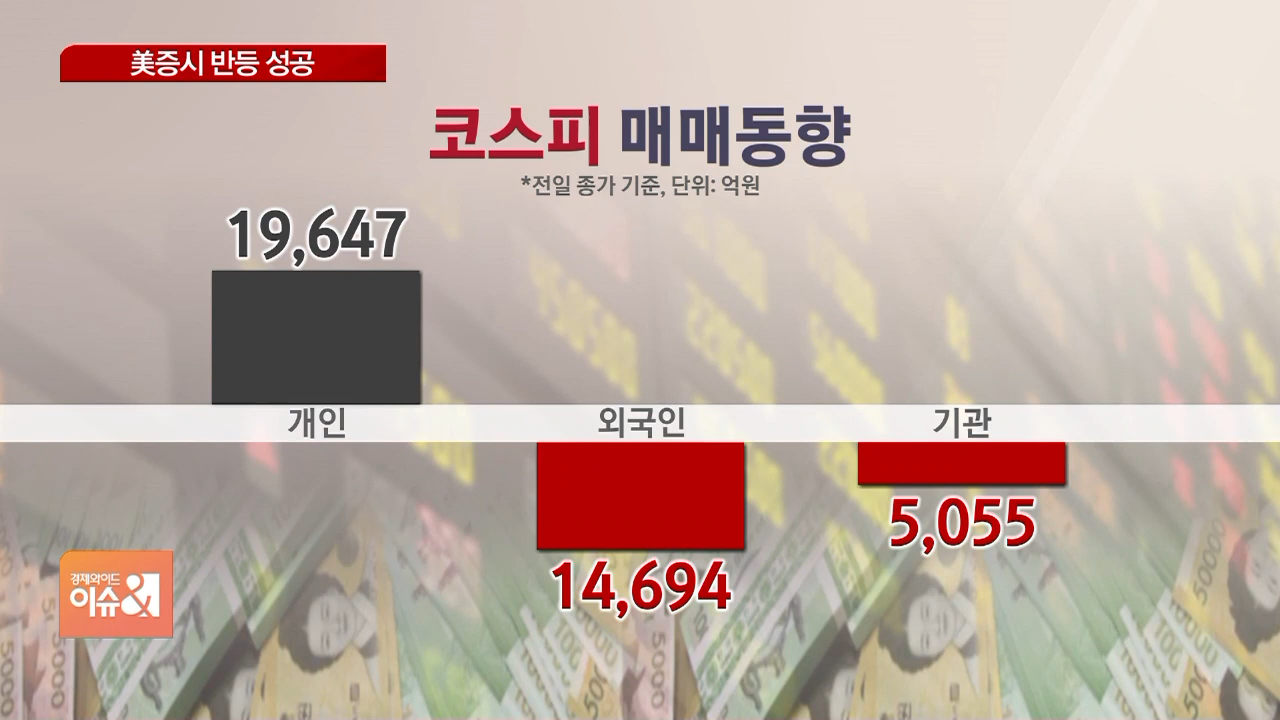 美증시 반등 성공
코스피 매매동향
*전일 종가 기준, 단위: 억원
19,647
개인
외국인
기관
14,694
5,055
경제와이드
이슈&